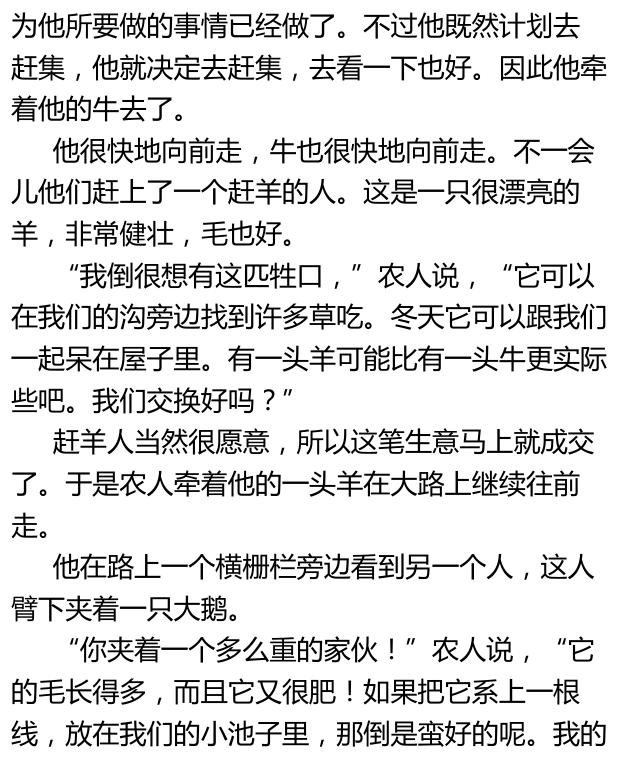 为他所要做的事情已经做了。不过他既然计划去
赶集，他就决定去赶集，去看一下也好。因此他牵
着他的牛去了。
他很快地向前走，牛也很快地向前走。不一会
儿他们赶上了一个赶羊的人。这是一只很漂亮的
羊，非常健壮，毛也好。
“我倒很想有这匹牲口，”农人说，“它可以
在我们的沟旁边找到许多草吃。冬天它可以跟我们
一起呆在屋子里。有一头羊可能比有一头牛更实际
些吧。我们交换好吗？”
赶羊人当然很愿意，所以这笔生意马上就成交
了。于是农人牵着他的一头羊在大路上继续往前
走。
他在路上一个横栅栏旁边看到另一个人，这人
臂下夹着一只大鹅。
“你夹着一个多么重的家伙！”农人说，“它
的毛长得多，而且它又很肥！如果把它系上一根
线，放在我们的小池子里，那倒是蛮好的呢。我的